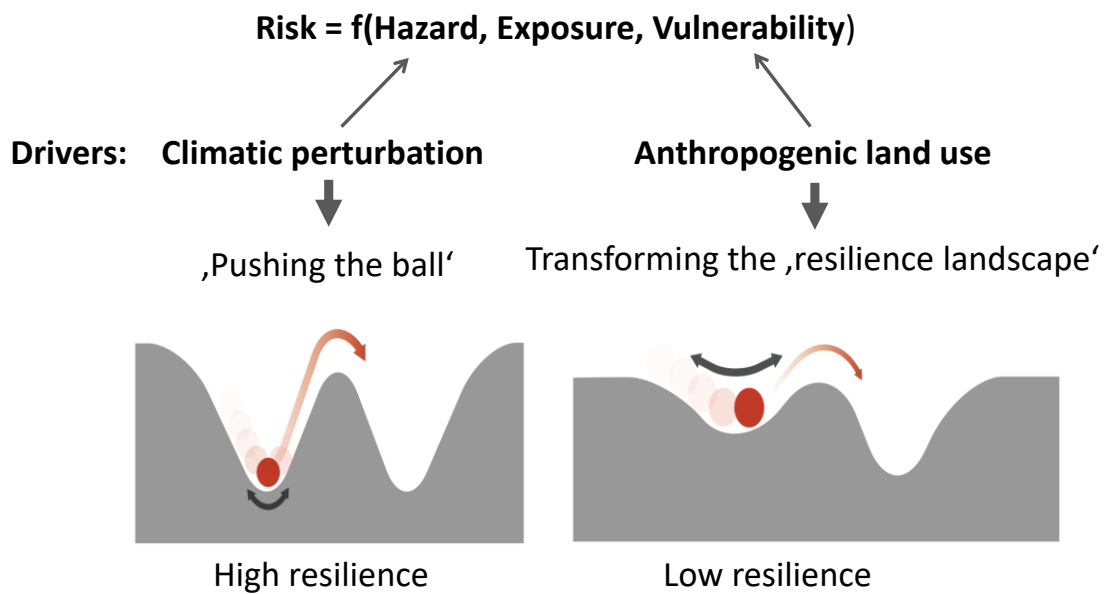 Risk = f(Hazard, Exposure, Vulnerability)
Drivers: Climatic perturbation Anthropogenic land use
‚Pushing the ball‘ Transforming the ‚resilience landscape‘
High resilience Low resilience